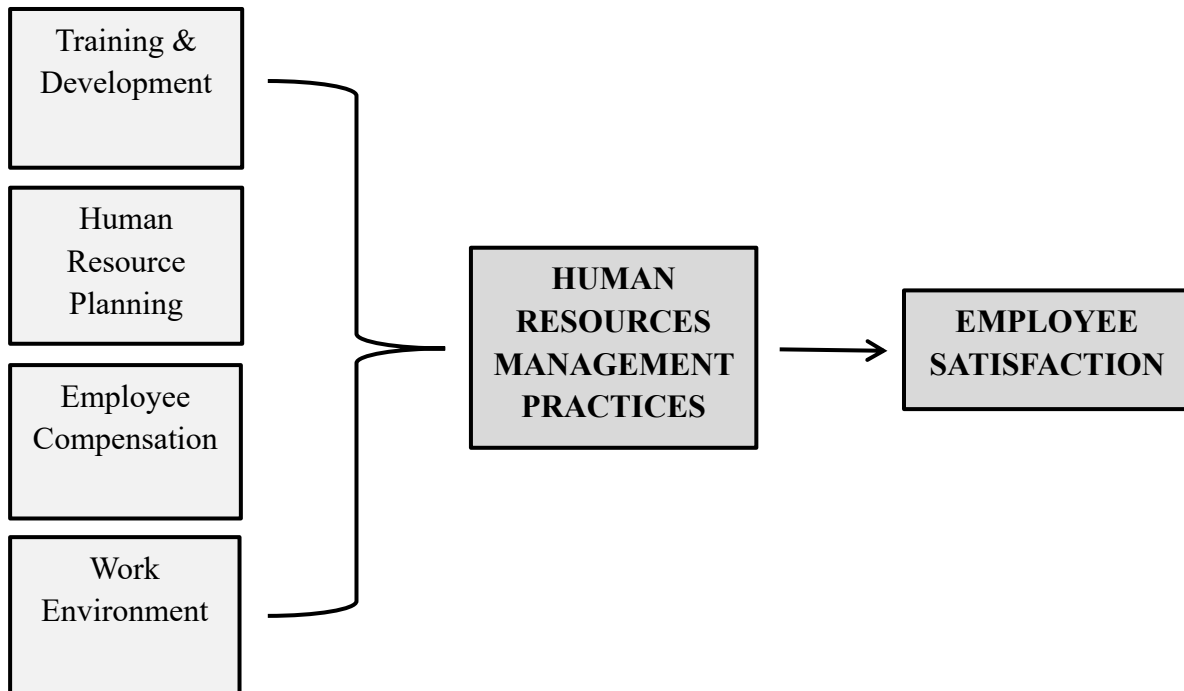 Training &
Development
Human
Resource
Planning
Employee
Compensation
Work
Environment
HUMAN
RESOURCES
MANAGEMENT
PRACTICES
EMPLOYEE
SATISFACTION